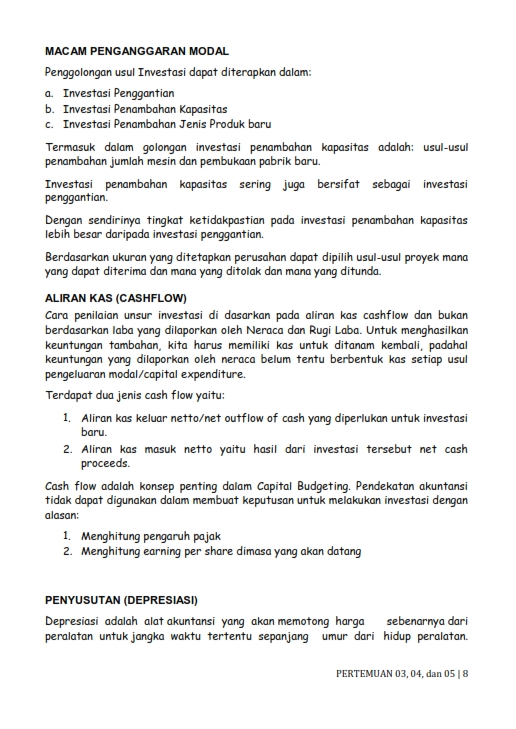 MACAM PENGANGGARAN MODAL
Penggolongan usul Investasi dapat diterapkan dalam:
a. Investasi Penggantian
b. Investasi Penambahan Kapasitas
c. Investasi Penambahan Jenis Produk baru
Termasuk dalam golongan investasi penambahan kapasitas adalah: usul-usul
penambahan jumlah mesin dan pembukaan pabrik baru.
Investasi penambahan kapasitas sering juga bersifat sebagai investasi
penggantian.
Dengan sendirinya tingkat ketidakpastian pada investasi penambahan kapasitas
lebih besar daripada investasi penggantian.
Berdasarkan ukuran yang ditetapkan perusahan dapat dipilih usul-usul proyek mana
yang dapat diterima dan mana yang ditolak dan mana yang ditunda.
ALIRAN KAS (CASHFLOW)
Cara penilaian unsur investasi di dasarkan pada aliran kas cashflow dan bukan
berdasarkan laba yang dilaporkan oleh Neraca dan Rugi Laba. Untuk menghasilkan
keuntungan tambahan, kita harus memiliki kas untuk ditanam kembali, padahal
keuntungan yang dilaporkan oleh neraca belum tentu berbentuk kas setiap usul
pengeluaran modal/capital expenditure.
Terdapat dua jenis cash flow yaitu:
1. Aliran kas keluar netto/net outflow of cash yang diperlukan untuk investasi
baru.
2. Aliran kas masuk netto yaitu hasil dari investasi tersebut net cash
proceeds.
Cash flow adalah konsep penting dalam Capital Budgeting. Pendekatan akuntansi
tidak dapat digunakan dalam membuat keputusan untuk melakukan investasi dengan
alasan:
1. Menghitung pengaruh pajak
2. Menghitung earning per share dimasa yang akan datang
PENYUSUTAN (DEPRESIASI)
Depresiasi adalah alat akuntansi yang akan memotong harga sebenarnya dari
peralatan untuk jangka waktu tertentu sepanjang umur dari hidup peralatan.
PERTEMUAN 03, 04, dan 05 | 8